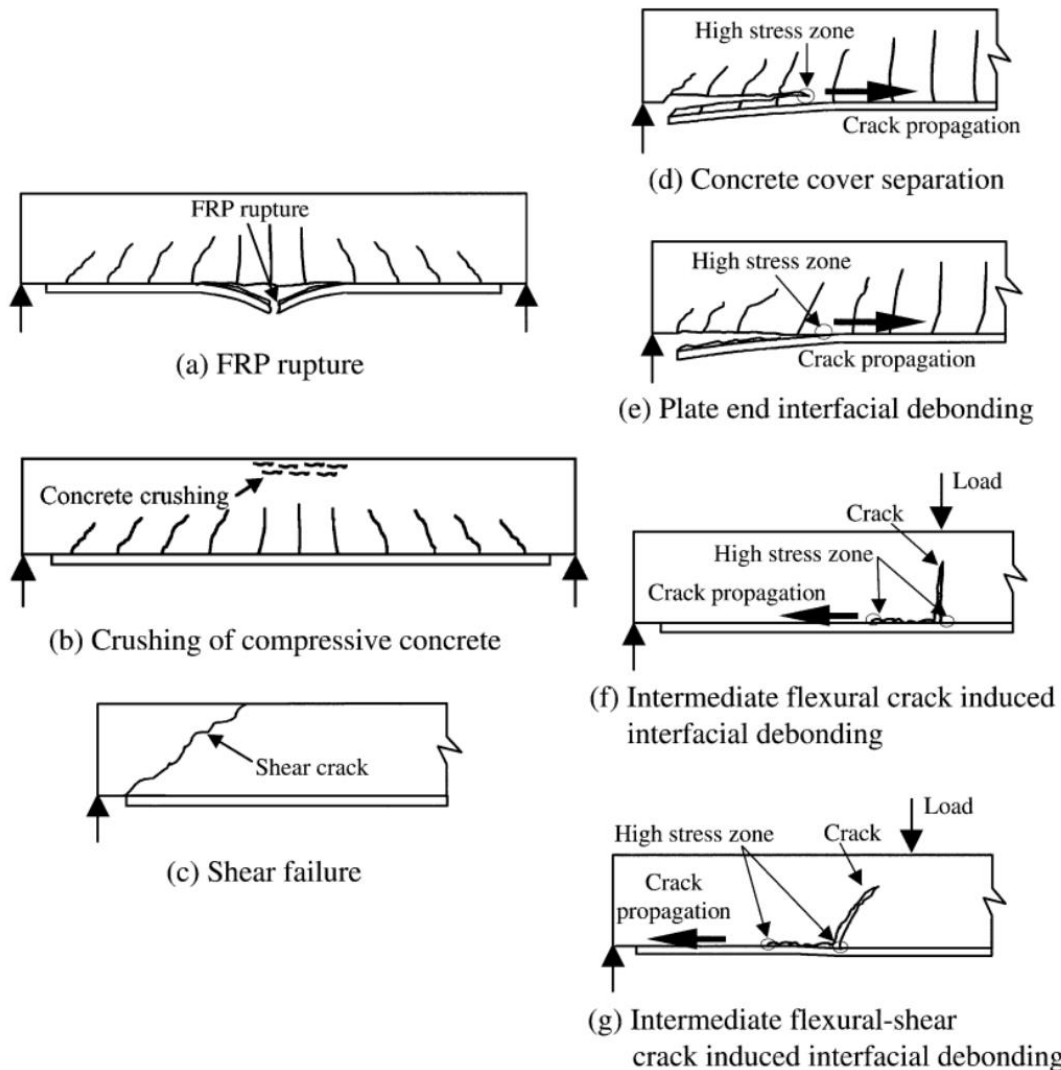 FRP rupture
(a) FRP rupture
Concrete crushing
(b) Crushing of compressive concrete
Shear crack
(c) Shear failure
High stress zone
Crack propagation
(d) Concrete cover separation
High stress zone
Crack propagation
(e) Plate end interfacial debonding
Load
Crack
High stress zone
Crack propagation
(f) Intermediate flexural crack induced
interfacial debonding
Load
High stress zone
Crack
Crack
propagation
(g) Intermediate flexural-shear
crack induced interfacial debonding